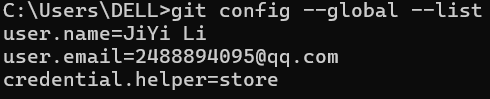 C:\Users\DELL>git config --global --list
user.name=JiYi Li
user.email=2488894095@qq.com
credential.helper=store